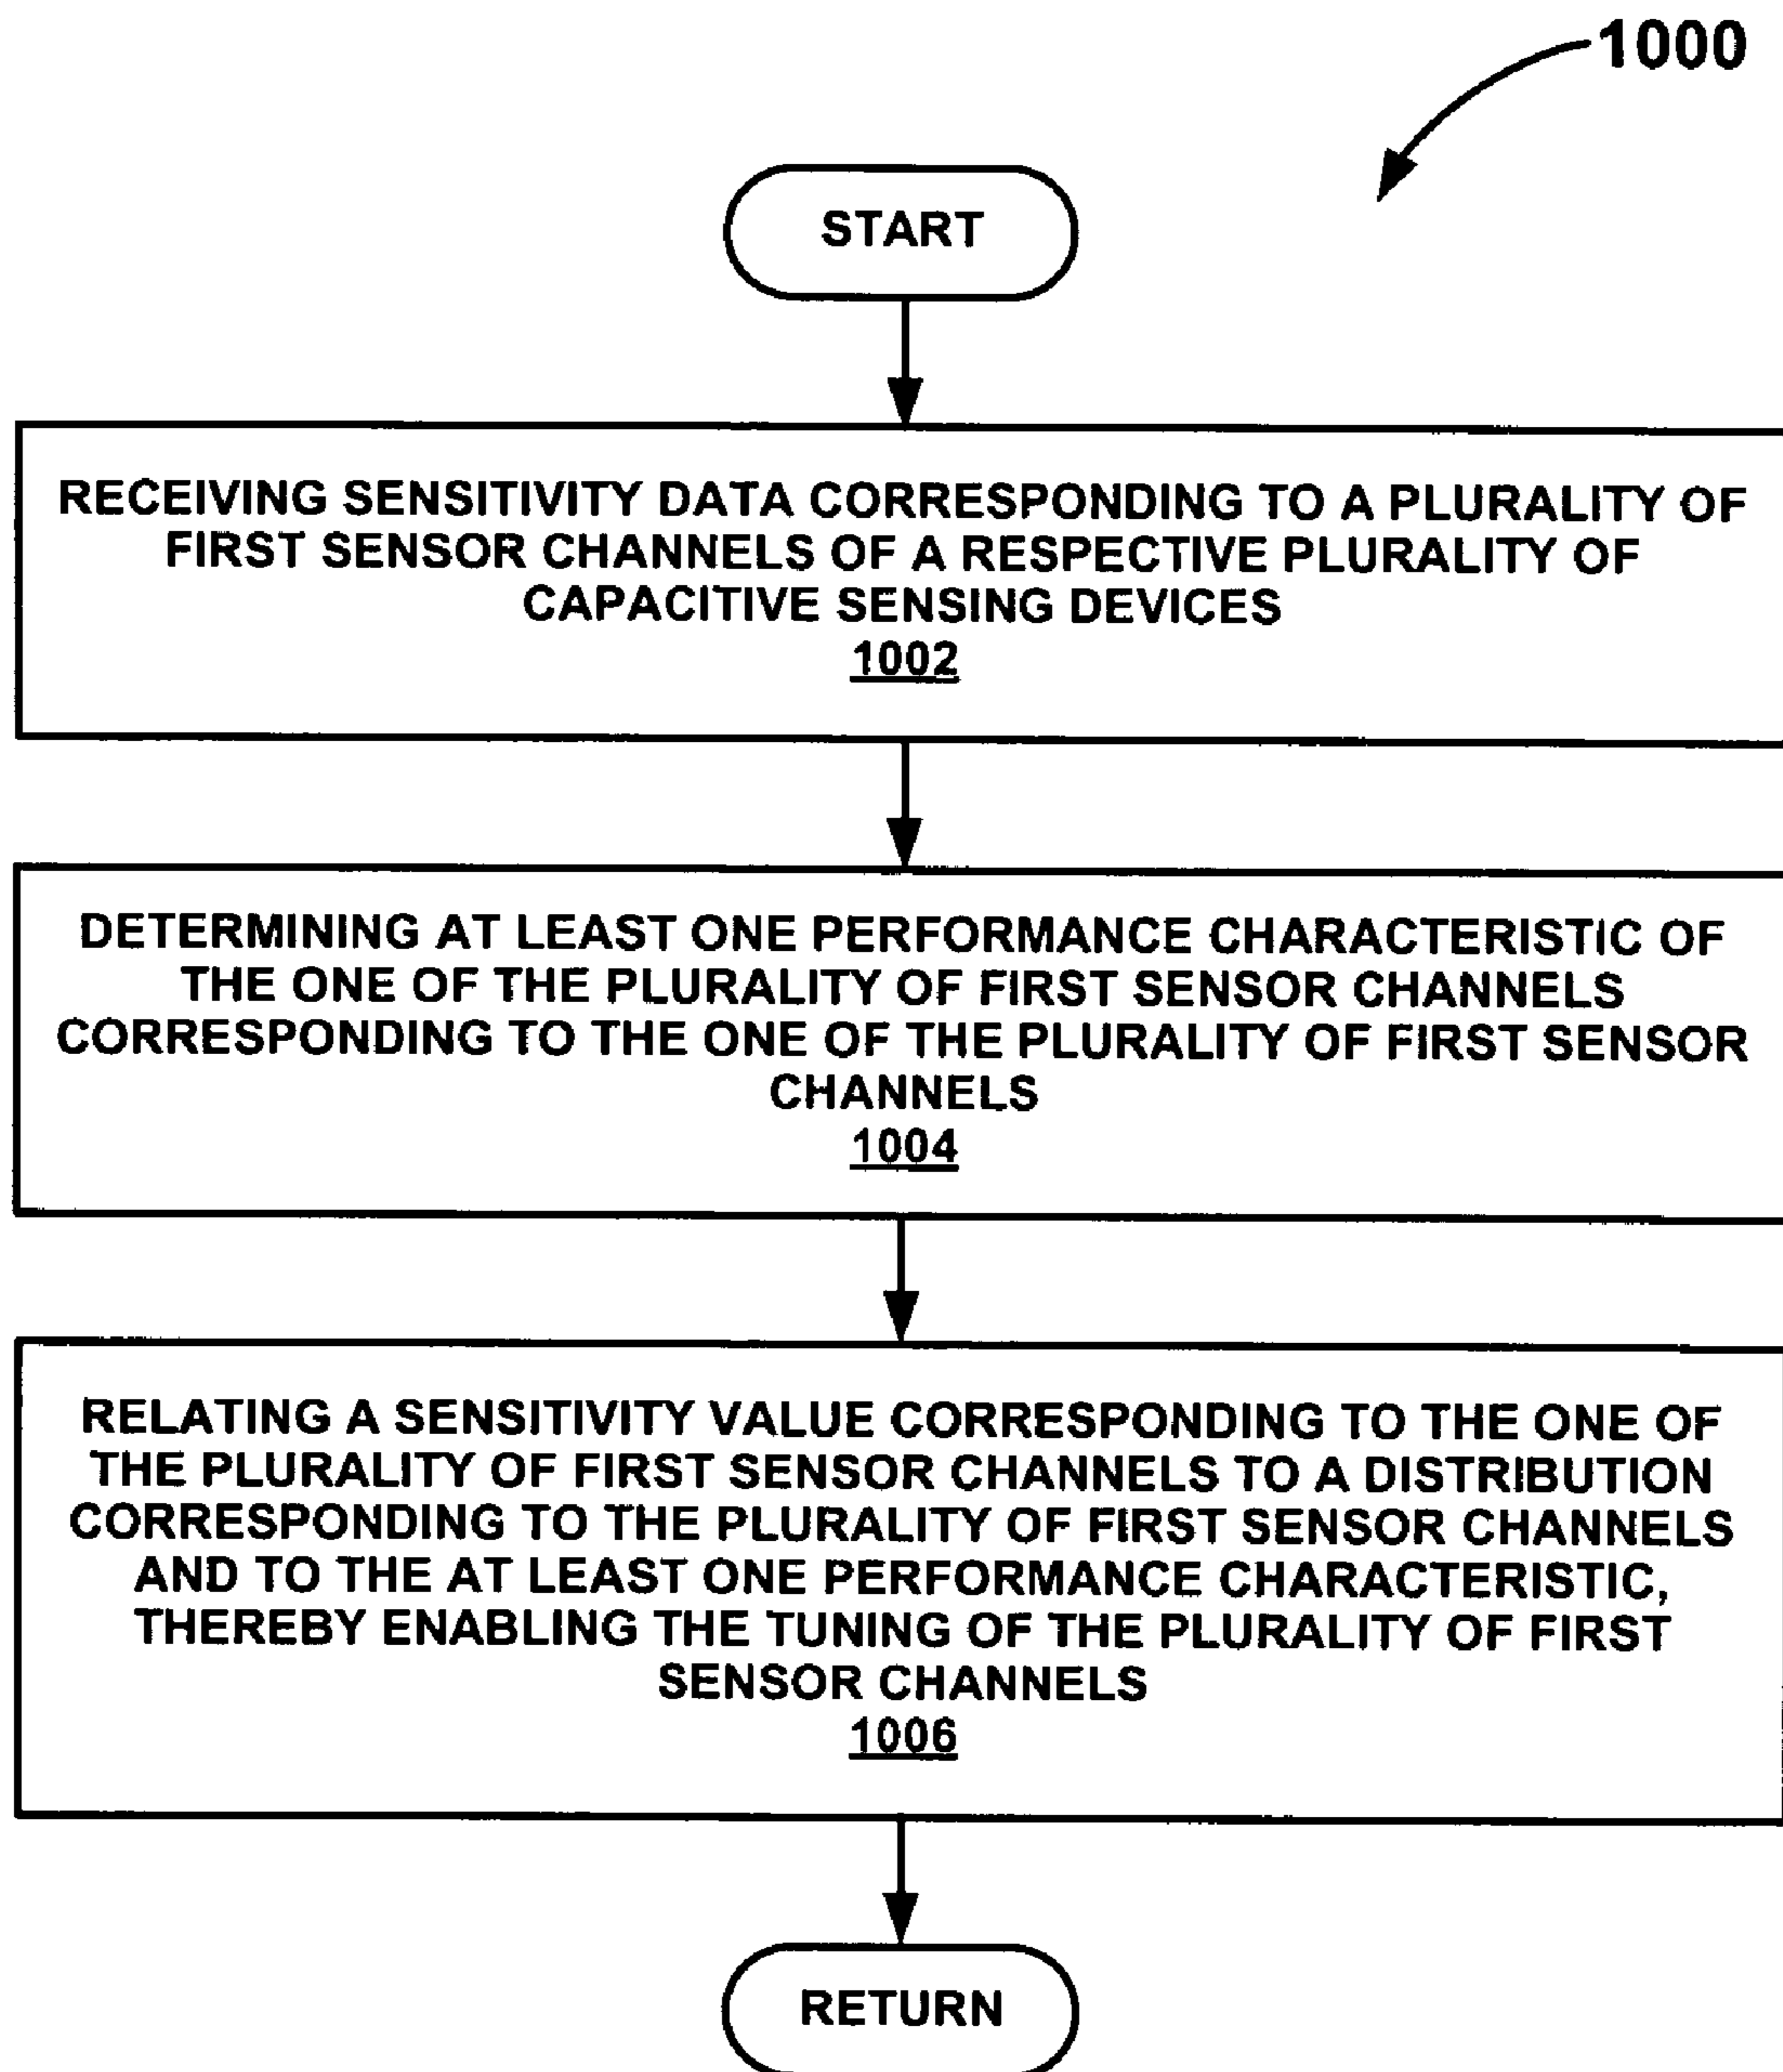 1000
START
RECEIVING SENSITIVITY DATA CORRESPONDING TO A PLURALITY OF
FIRST SENSOR CHANNELS OF A RESPECTIVE PLURALITY OF
CAPACITIVE SENSING DEVICES
1002
DETERMINING AT LEAST ONE PERFORMANCE CHARACTERISTIC OF
THE ONE OF THE PLURALITY OF FIRST SENSOR CHANNELS
CORRESPONDING TO THE ONE OF THE PLURALITY OF FIRST SENSOR
CHANNELS
1004
RELATING A SENSITIVITY VALUE CORRESPONDING TO THE ONE OF
THE PLURALITY OF FIRST SENSOR CHANNELS TO A DISTRIBUTION
CORRESPONDING TO THE PLURALITY OF FIRST SENSOR CHANNELS
AND TO THE AT LEAST ONE PERFORMANCE CHARACTERISTIC,
THEREBY ENABLING THE TUNING OF THE PLURALITY OF FIRST
SENSOR CHANNELS
1006
RETURN